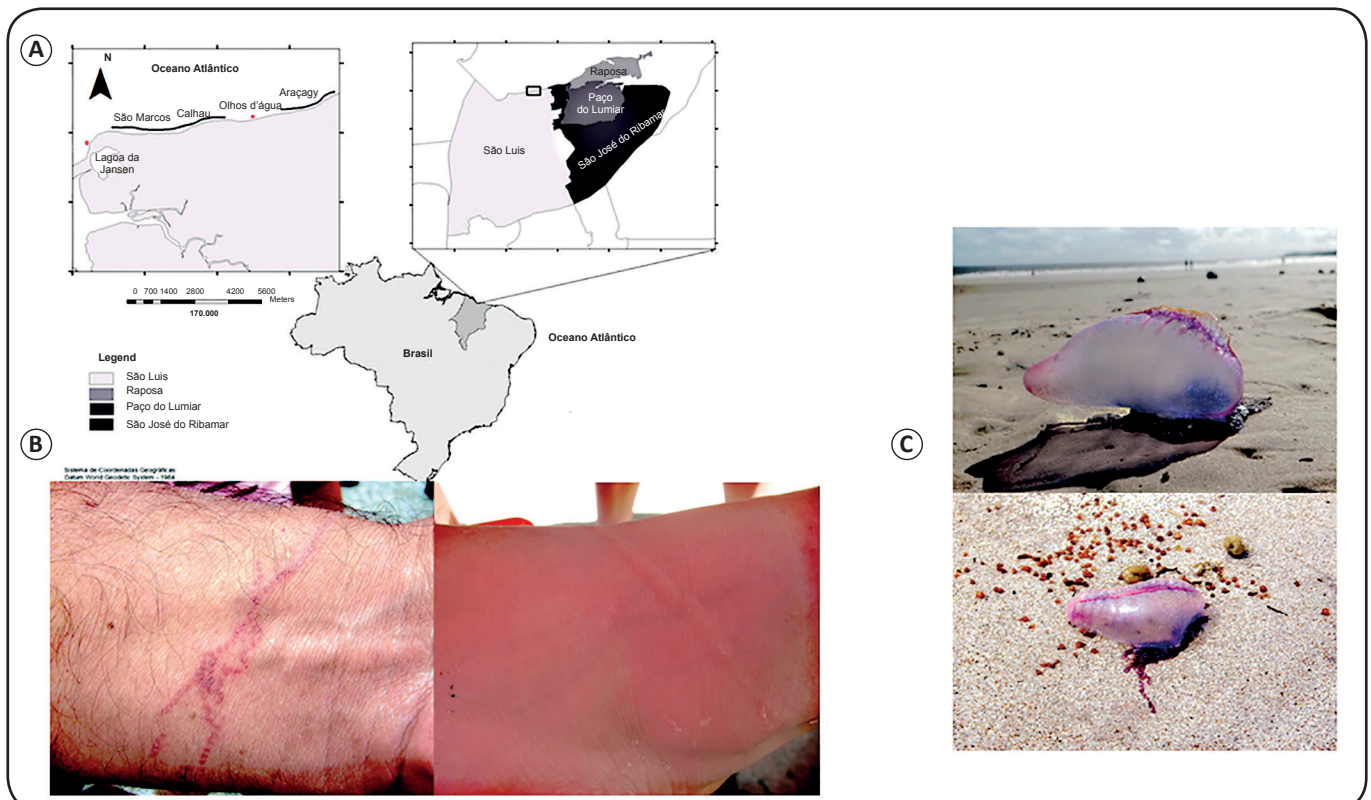 A
N
Oceano Atlântico
Araçagy
Olhos d'água
Calhau
São Marcos
Lagoa da
Jansen
0 700 1400 2800 4200 5600
Meters
170.000
Raposa
Paço
do Lumiar
São Luis
São José do Ribamar
Brasil
Oceano Atlântico
Legend
São Luis
Raposa
Paço do Lumiar
São José do Ribamar
B
Sistema de Coordenadas Geográficas
Datum World Geodetic System - 1984
C